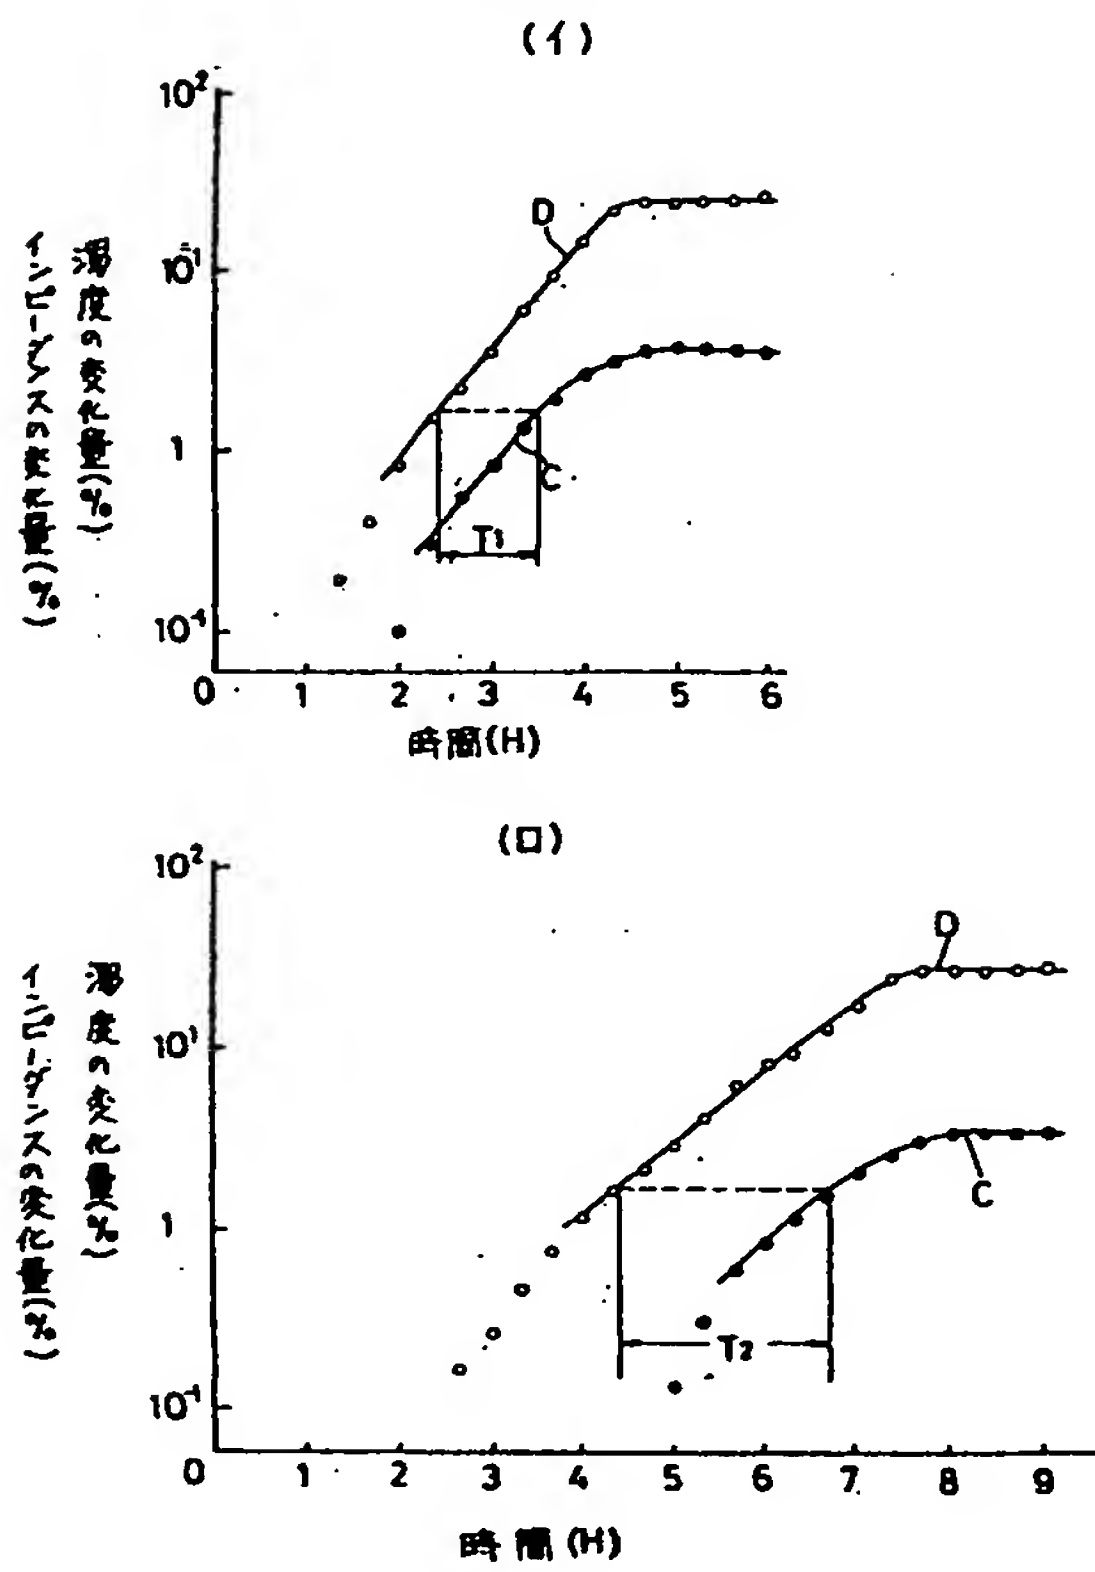 (イ)
インピーダンスの変化量(%)
濁度の変化量(%)
10²
10¹
1
10⁻¹
D
C
T1
0 1 2 3 4 5 6
時間(H)
(ロ)
インピーダンスの変化量(%)
濁度の変化量(%)
10²
10¹
1
10⁻¹
D
C
T2
0 1 2 3 4 5 6 7 8 9
時間(H)